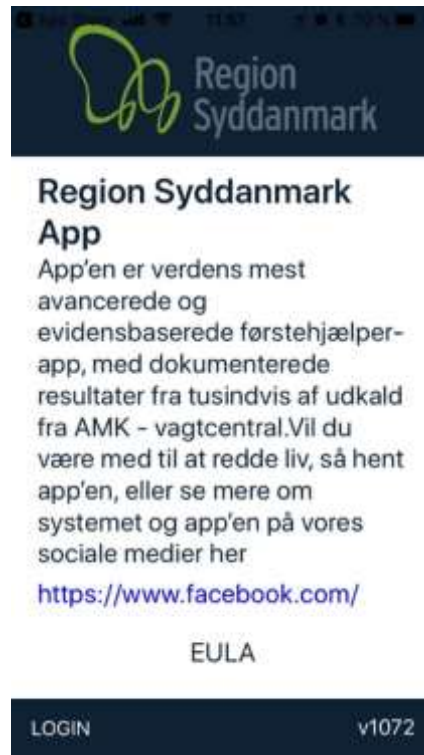 Region
Syddanmark
Region Syddanmark
App
App'en er verdens mest
avancerede og
evidensbaserede førstehjælper-
app, med dokumenterede
resultater fra tusindvis af udkald
fra AMK - vagtcentral.Vil du
være med til at redde liv, så hent
app'en, eller se mere om
systemet og app'en på vores
sociale medier her
https://www.facebook.com/
EULA
LOGIN
v1072